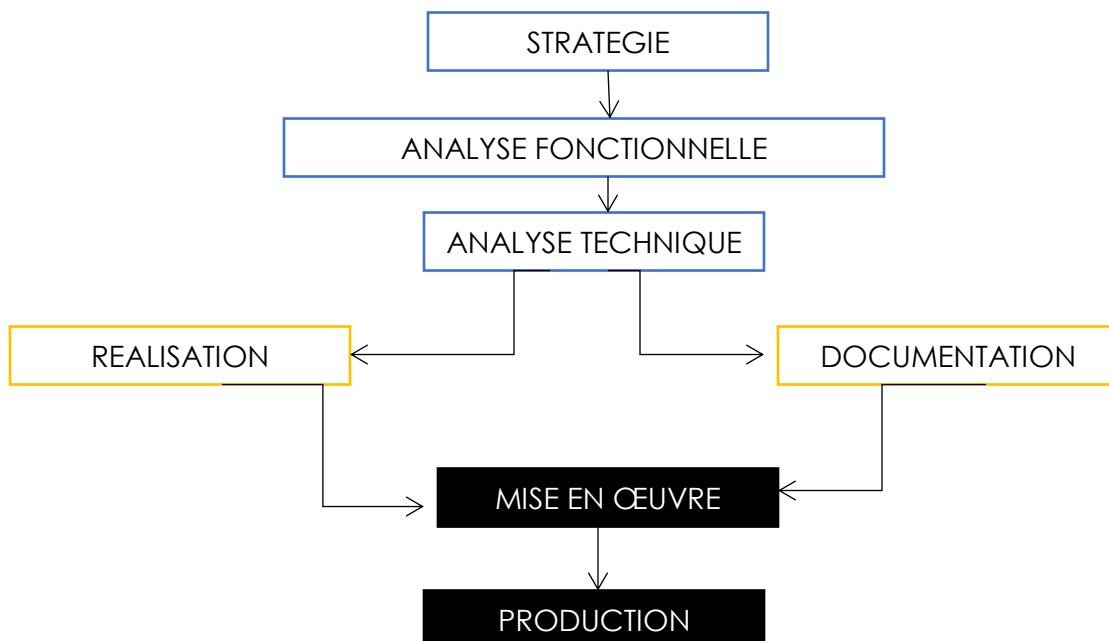 STRATEGIE
ANALYSE FONCTIONNELLE
ANALYSE TECHNIQUE
REALISATION
DOCUMENTATION
MISE EN ŒUVRE
PRODUCTION